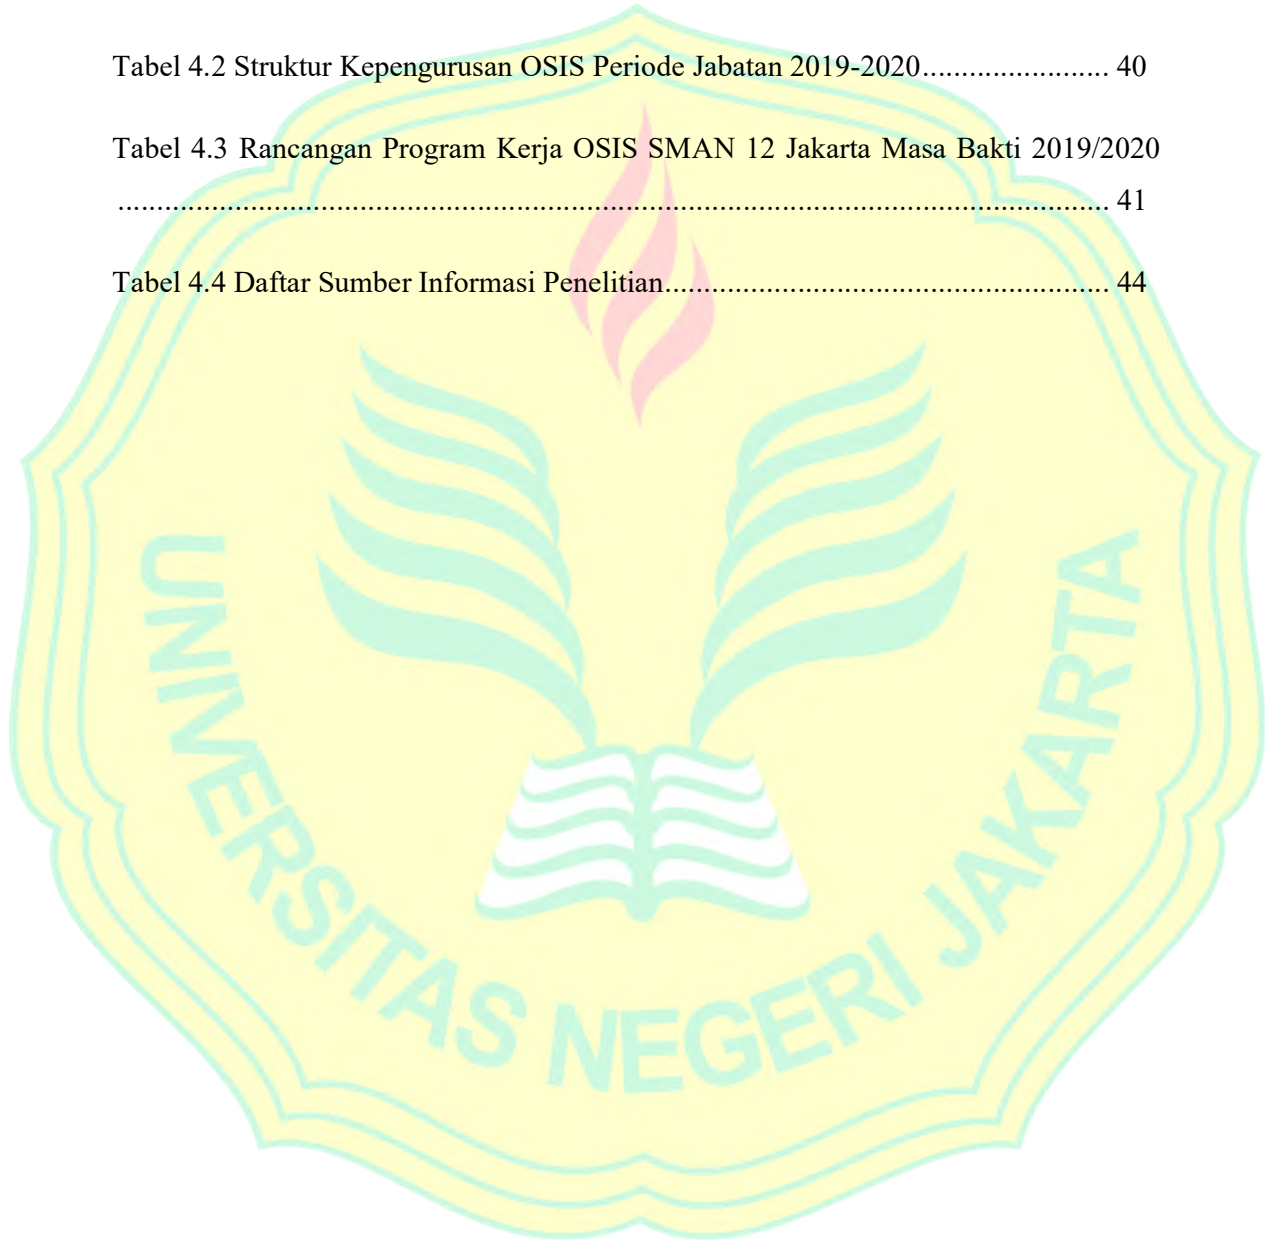 Tabel 4.2 Struktur Kepengurusan OSIS Periode Jabatan 2019-2020........................ 40
Tabel 4.3 Rancangan Program Kerja OSIS SMAN 12 Jakarta Masa Bakti 2019/2020
................................................................................................................................ 41
Tabel 4.4 Daftar Sumber Informasi Penelitian......................................................... 44
UNIVERSITAS NEGERI JAKARTA